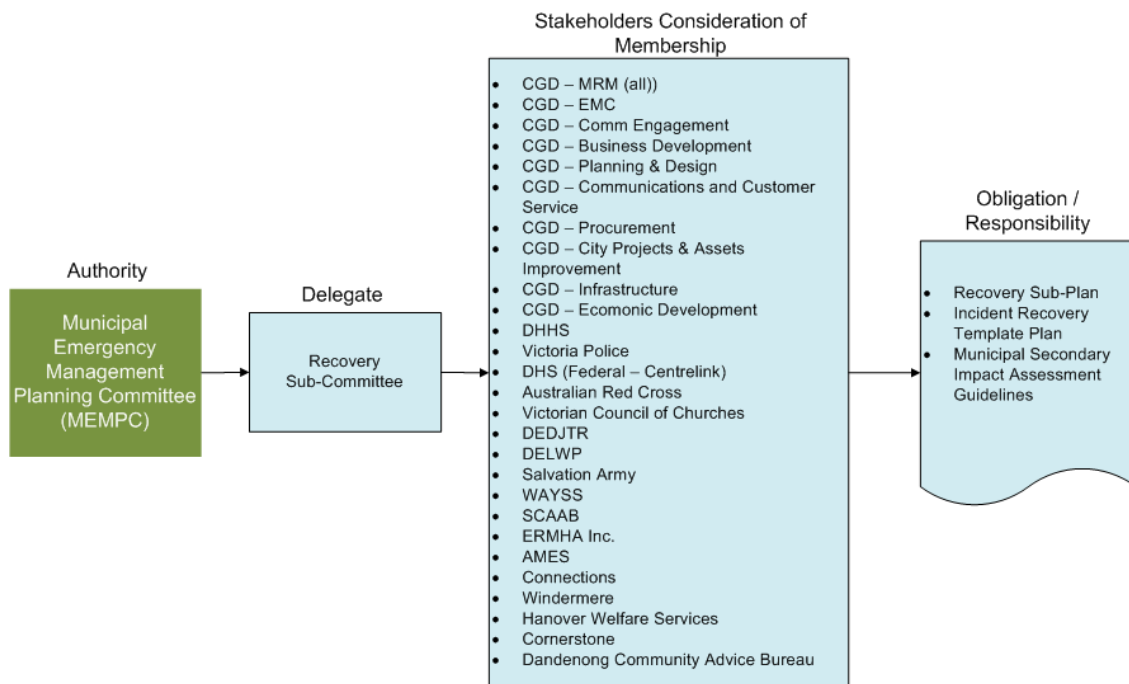 Authority
Municipal
Emergency
Management
Planning Committee
(MEMPC)
Delegate
Recovery
Sub-Committee
Stakeholders Consideration of
Membership
• CGD – MRM (all))
• CGD – EMC
• CGD – Comm Engagement
• CGD – Business Development
• CGD – Planning & Design
• CGD – Communications and Customer
Service
• CGD – Procurement
• CGD – City Projects & Assets
Improvement
• CGD – Infrastructure
• CGD – Ecomonic Development
• DHHS
• Victoria Police
• DHS (Federal – Centrelink)
• Australian Red Cross
• Victorian Council of Churches
• DEDJTR
• DELWP
• Salvation Army
• WAYSS
• SCAAB
• ERMHA Inc.
• AMES
• Connections
• Windermere
• Hanover Welfare Services
• Cornerstone
• Dandenong Community Advice Bureau
Obligation /
Responsibility
• Recovery Sub-Plan
• Incident Recovery
Template Plan
• Municipal Secondary
Impact Assessment
Guidelines